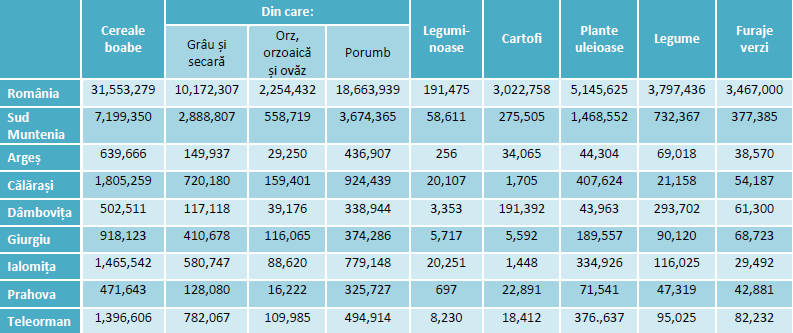 Cereale boabe Din care: Legumi-noase Cartofi Plante uleioase Legume Furaje verzi
Grâu și secară Orz, orzoaică și ovăz Porumb
România 31,553,279 10,172,307 2,254,432 18,663,939 191,475 3,022,758 5,145,625 3,797,436 3,467,000
Sud Muntenia 7,199,350 2,888,807 558,719 3,674,365 58,611 275,505 1,468,552 732,367 377,385
Argeș 639,666 149,937 29,250 436,907 256 34,065 44,304 69,018 38,570
Călărași 1,805,259 720,180 159,401 924,439 20,107 1,705 407,624 21,158 54,187
Dâmbovița 502,511 117,118 39,176 338,944 3,353 191,392 43,963 293,702 61,300
Giurgiu 918,123 410,678 116,065 374,286 5,717 5,592 189,557 90,120 68,723
Ialomița 1,465,542 580,747 88,620 779,148 20,251 1,448 334,926 116,025 29,492
Prahova 471,643 128,080 16,222 325,727 697 22,891 71,541 47,319 42,881
Teleorman 1,396,606 782,067 109,985 494,914 8,230 18,412 376.,637 95,025 82,232